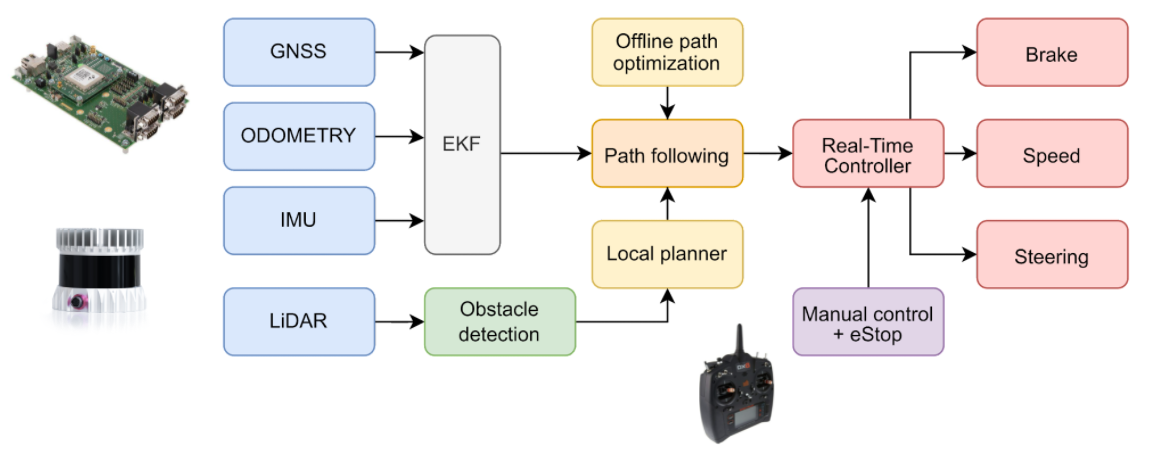 GNSS
ODOMETRY
IMU
LiDAR
EKF
Obstacle
detection
Offline path
optimization
Path following
Local planner
Real-Time
Controller
Manual control
+ eStop
Brake
Speed
Steering